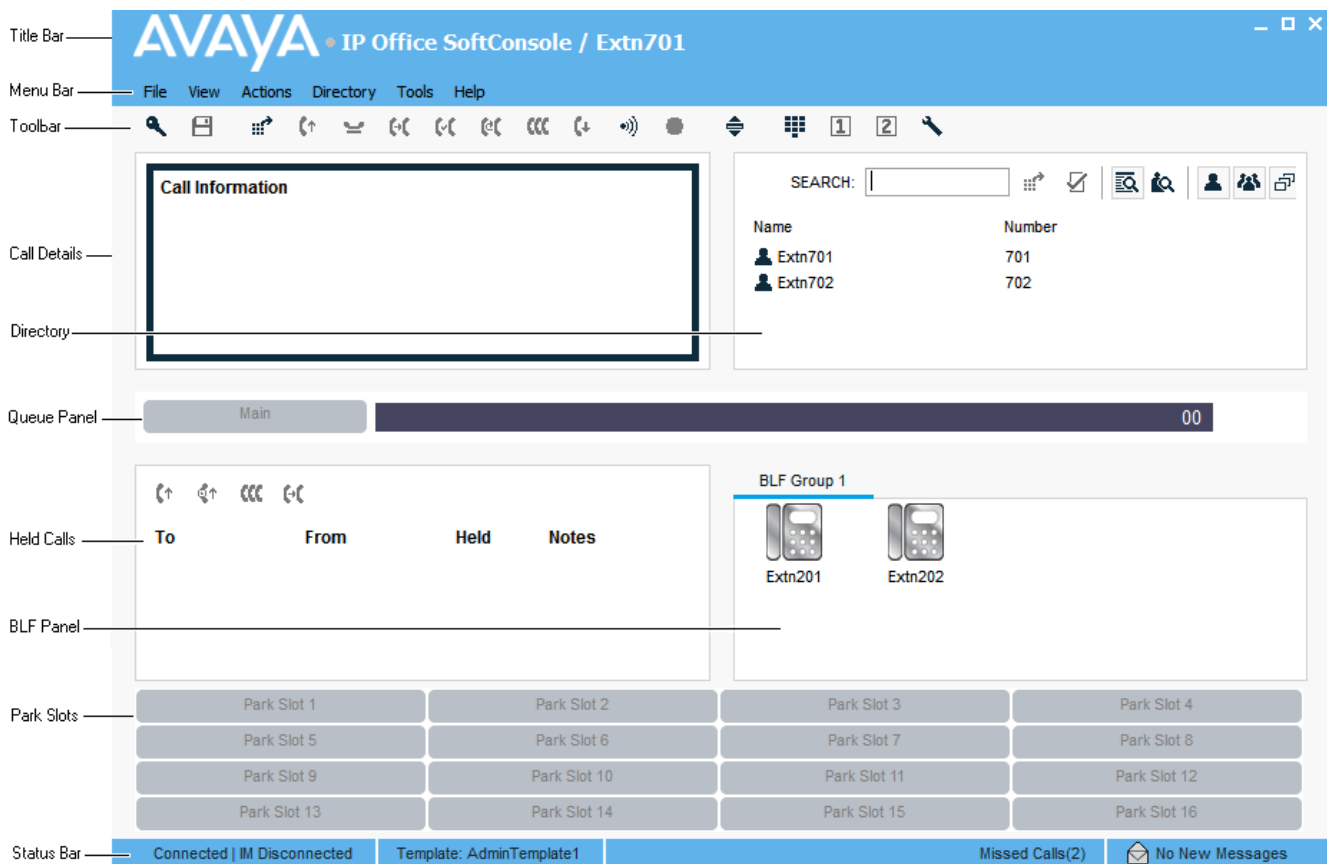 Title Bar
AVAYA • IP Office SoftConsole / Extn701
Menu Bar
File View Actions Directory Tools Help
Toolbar
1 2
Call Details
Call Information
SEARCH:
Name Number
Extn701 701
Extn702 702
Directory
Queue Panel
Main 00
Held Calls
To From Held Notes
BLF Group 1
Extn201 Extn202
BLF Panel
Park Slots
Park Slot 1 Park Slot 2 Park Slot 3 Park Slot 4
Park Slot 5 Park Slot 6 Park Slot 7 Park Slot 8
Park Slot 9 Park Slot 10 Park Slot 11 Park Slot 12
Park Slot 13 Park Slot 14 Park Slot 15 Park Slot 16
Status Bar
Connected | IM Disconnected Template: AdminTemplate1 Missed Calls(2) No New Messages